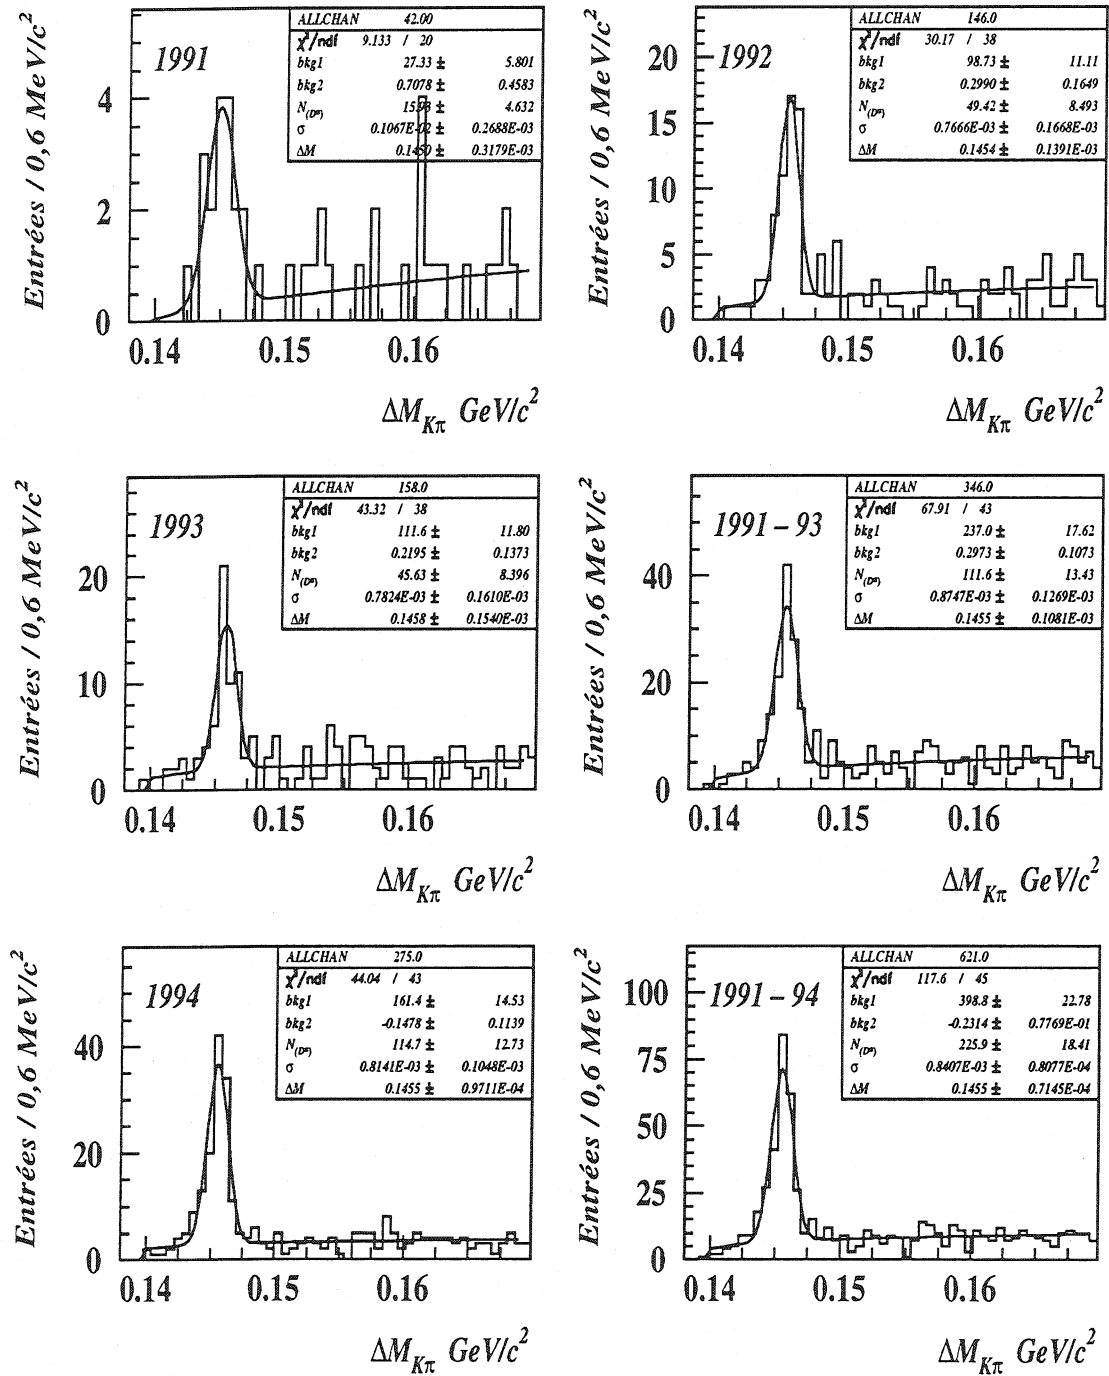 Entrées / 0,6 MeV/c²
1991
ALLCHAN 42.00
χ²/ndf 9.133 / 20
bkg1 27.33 ± 5.801
bkg2 0.7078 ± 0.4583
N(D*) ± 4.632
σ 0.1067E-02 ± 0.2688E-03
ΔM 0.1450 ± 0.3179E-03
4
2
0
0.14 0.15 0.16
ΔM Kπ GeV/c²
Entrées / 0,6 MeV/c²
1992
ALLCHAN 146.0
χ²/ndf 30.17 / 38
bkg1 98.73 ± 11.11
bkg2 0.2990 ± 0.1649
N(D*) 49.42 ± 8.493
σ 0.7666E-03 ± 0.1668E-03
ΔM 0.1454 ± 0.1391E-03
20
15
10
5
0
0.14 0.15 0.16
ΔM Kπ GeV/c²
Entrées / 0,6 MeV/c²
1993
ALLCHAN 158.0
χ²/ndf 43.32 / 38
bkg1 111.6 ± 11.80
bkg2 0.2195 ± 0.1373
N(D*) 45.63 ± 8.396
σ 0.7824E-03 ± 0.1610E-03
ΔM 0.1458 ± 0.1540E-03
20
10
0
0.14 0.15 0.16
ΔM Kπ GeV/c²
Entrées / 0,6 MeV/c²
1991 – 93
ALLCHAN 346.0
χ²/ndf 67.91 / 43
bkg1 237.0 ± 17.62
bkg2 0.2973 ± 0.1073
N(D*) 111.6 ± 13.43
σ 0.8747E-03 ± 0.1269E-03
ΔM 0.1455 ± 0.1081E-03
40
20
0
0.14 0.15 0.16
ΔM Kπ GeV/c²
Entrées / 0,6 MeV/c²
1994
ALLCHAN 275.0
χ²/ndf 44.04 / 43
bkg1 161.4 ± 14.53
bkg2 -0.1478 ± 0.1139
N(D*) 114.7 ± 12.73
σ 0.8141E-03 ± 0.1048E-03
ΔM 0.1455 ± 0.9711E-04
40
20
0
0.14 0.15 0.16
ΔM Kπ GeV/c²
Entrées / 0,6 MeV/c²
1991 – 94
ALLCHAN 621.0
χ²/ndf 117.6 / 45
bkg1 398.8 ± 22.78
bkg2 -0.2314 ± 0.7769E-01
N(D*) 225.9 ± 18.41
σ 0.8407E-03 ± 0.8077E-04
ΔM 0.1455 ± 0.7145E-04
100
75
50
25
0
0.14 0.15 0.16
ΔM Kπ GeV/c²